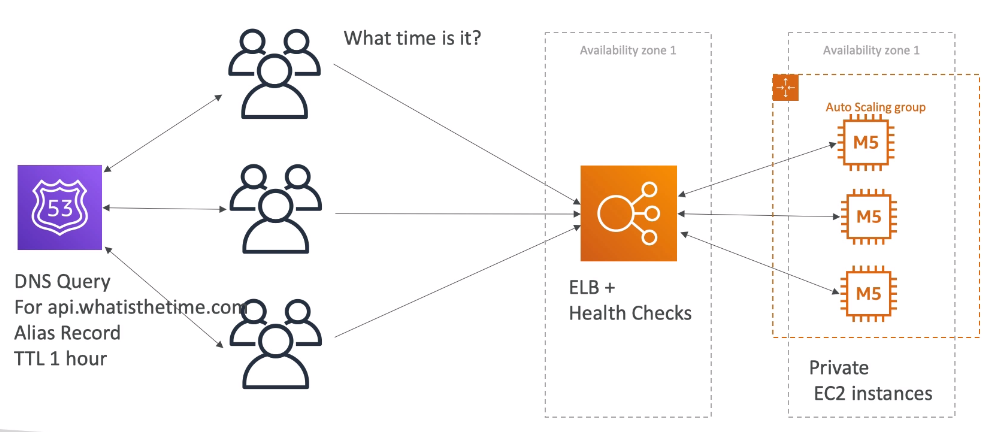 What time is it?
Availability zone 1
Availability zone 1
Auto Scaling group
M5
M5
M5
53
DNS Query
For api.whatisthetime.com
Alias Record
TTL 1 hour
ELB +
Health Checks
Private
EC2 instances